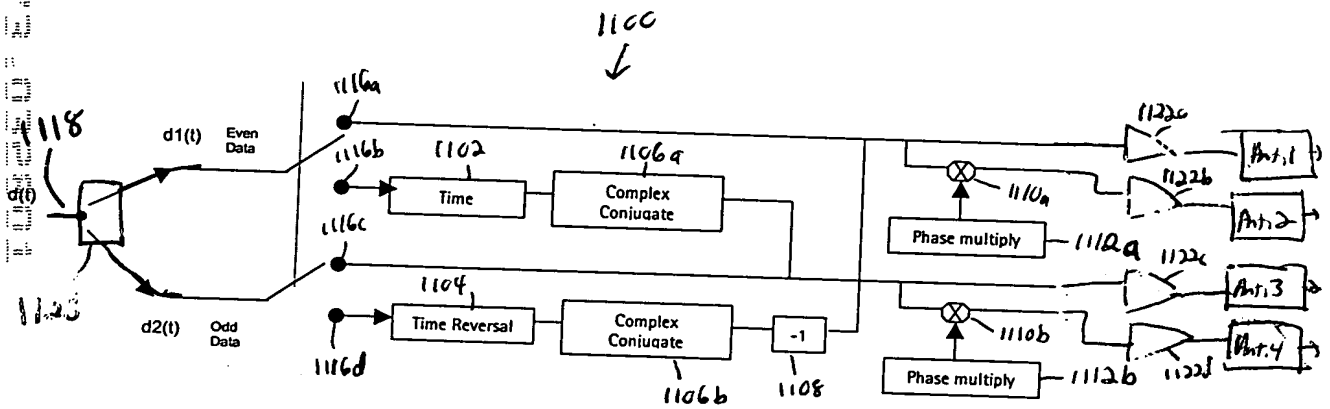 1100
1118
d(t)
d1(t) Even Data
1116a
1116b
1102
Time
1106a
Complex Conjugate
1116c
d2(t) Odd Data
1104
Time Reversal
1116d
Complex Conjugate
1106b
-1
1108
1110a
Phase multiply
1112a
1110b
Phase multiply
1112b
1122b
Ant.1
Ant.2
1122c
Ant.3
1122d
Ant.4